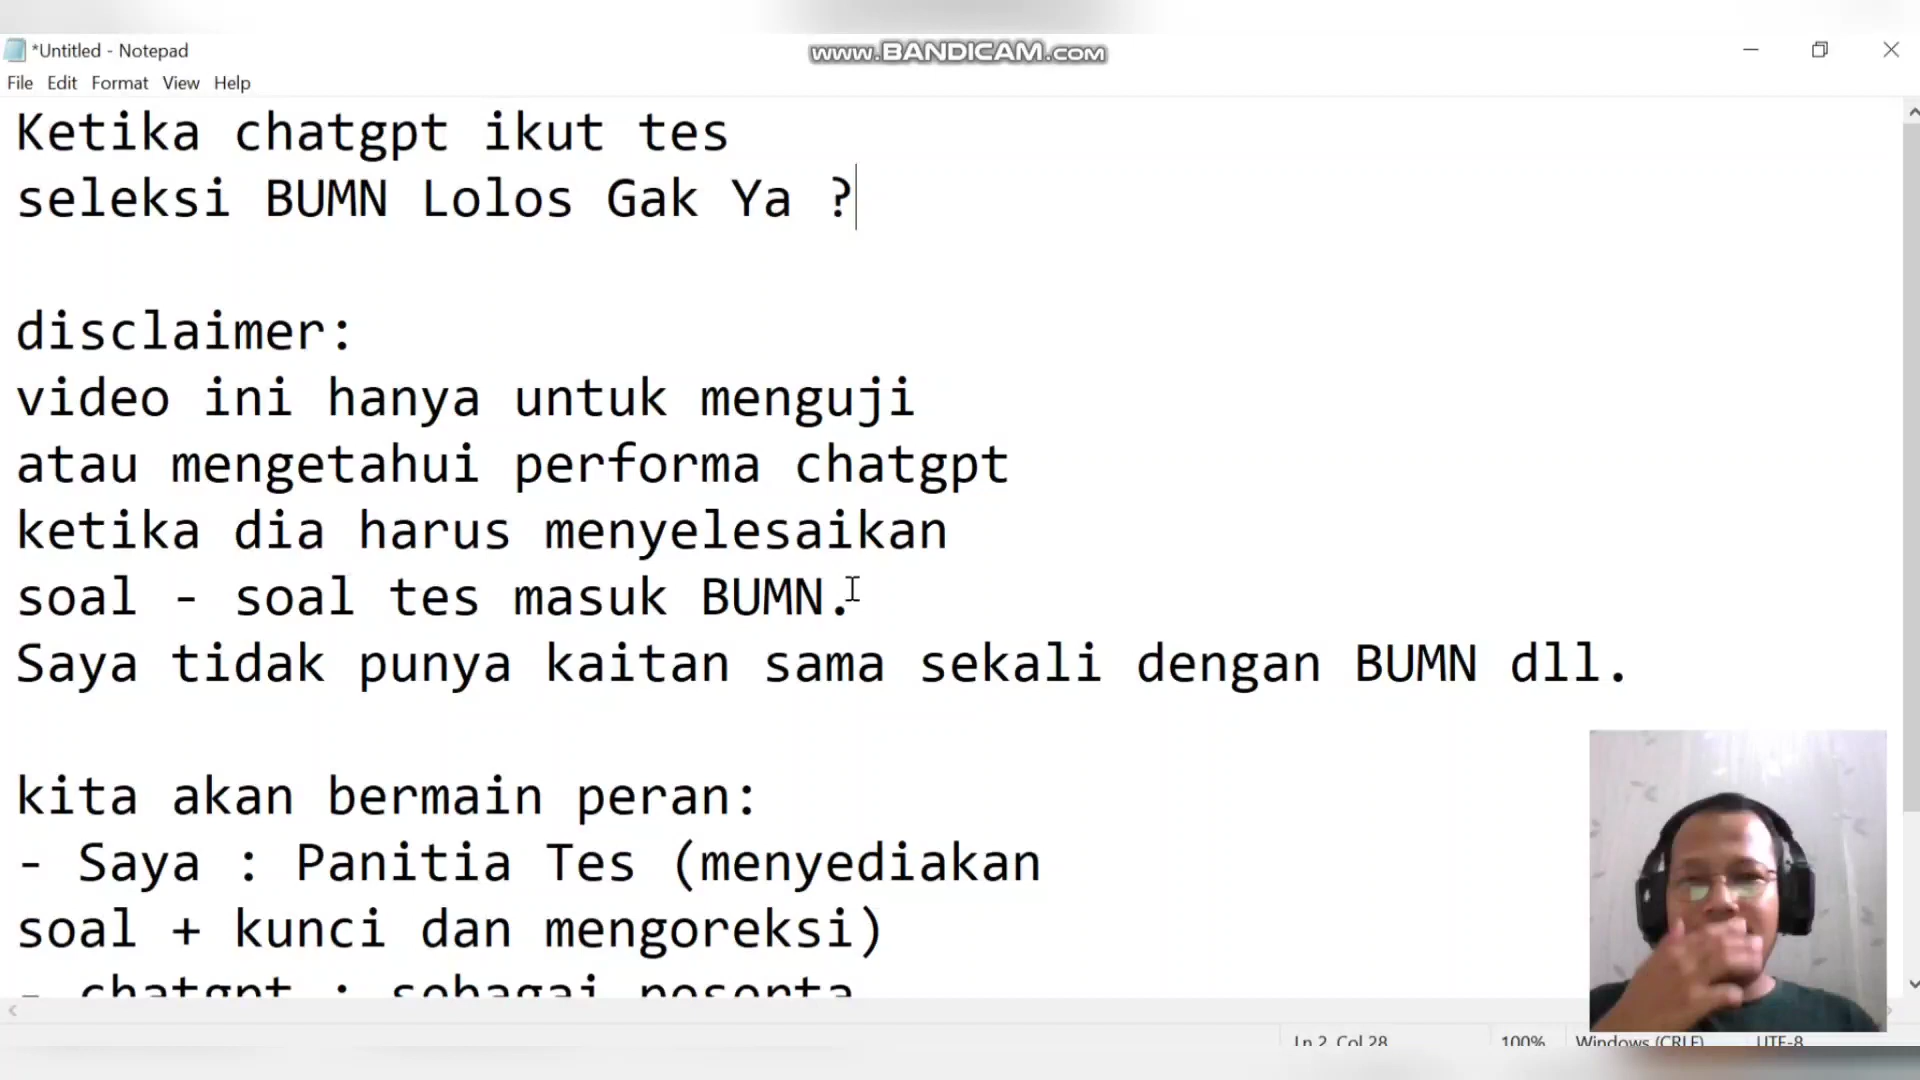 *Untitled - Notepad
www.BANDICAM.com
File Edit Format View Help
Ketika chatgpt ikut tes
seleksi BUMN Lolos Gak Ya ?
disclaimer:
video ini hanya untuk menguji
atau mengetahui performa chatgpt
ketika dia harus menyelesaikan
soal - soal tes masuk BUMN.
Saya tidak punya kaitan sama sekali dengan BUMN dll.
kita akan bermain peran:
- Saya : Panitia Tes (menyediakan
soal + kunci dan mengoreksi)
- chatgpt : sebagai peserta
Ln 2, Col 28 100% Windows (CRLF) UTF-8